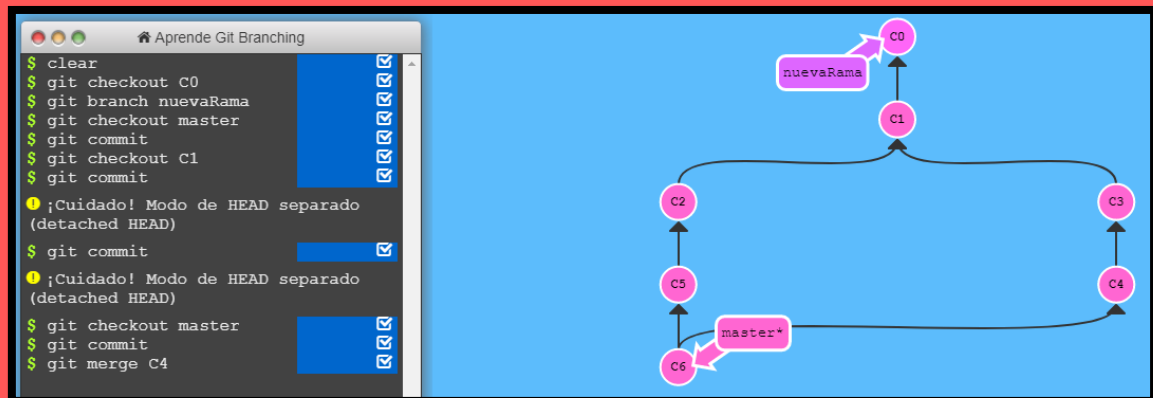 Aprende Git Branching
$ clear
$ git checkout C0
$ git branch nuevaRama
$ git checkout master
$ git commit
$ git checkout C1
$ git commit
¡Cuidado! Modo de HEAD separado
(detached HEAD)
$ git commit
¡Cuidado! Modo de HEAD separado
(detached HEAD)
$ git checkout master
$ git commit
$ git merge C4
C0
nuevaRama
C1
C2
C3
C5
C4
master*
C6